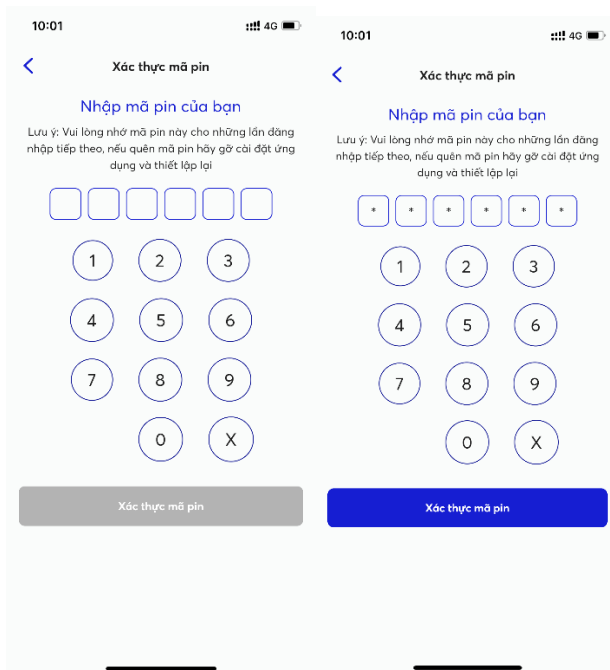 10:01
4G
Xác thực mã pin
Nhập mã pin của bạn
Lưu ý: Vui lòng nhớ mã pin này cho những lần đăng
nhập tiếp theo, nếu quên mã pin hãy gỡ cài đặt ứng
dụng và thiết lập lại
1 2 3
4 5 6
7 8 9
0 X
Xác thực mã pin
10:01
4G
Xác thực mã pin
Nhập mã pin của bạn
Lưu ý: Vui lòng nhớ mã pin này cho những lần đăng
nhập tiếp theo, nếu quên mã pin hãy gỡ cài đặt ứng
dụng và thiết lập lại
* * * * * *
1 2 3
4 5 6
7 8 9
0 X
Xác thực mã pin